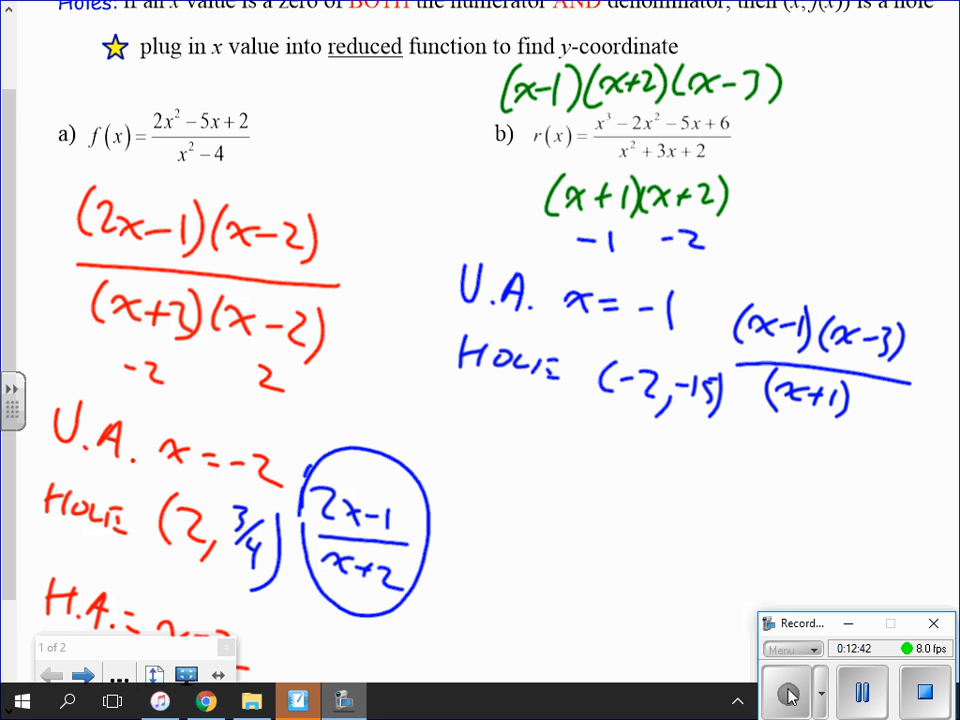 Holes: If an x value is a zero of BOTH the numerator AND denominator, then (x, f(x)) is a hole
plug in x value into reduced function to find y-coordinate
(x-1)(x+2)(x-3)
a) f(x) = (2x² - 5x + 2)/(x² - 4)
b) r(x) = (x³ - 2x² - 5x + 6)/(x² + 3x + 2)
(x+1)(x+2)
-1 -2
(2x-1)(x-2)
(x+2)(x-2)
-2 2
V.A. x = -1
HOLE (-2, -15)
(x-1)(x-3)
(x+1)
V.A. x = -2
HOLE (2, 3/4)
2x-1
x+2
H.A. =
1 of 2
Record...
Menu
0:12:42
8.0 fps